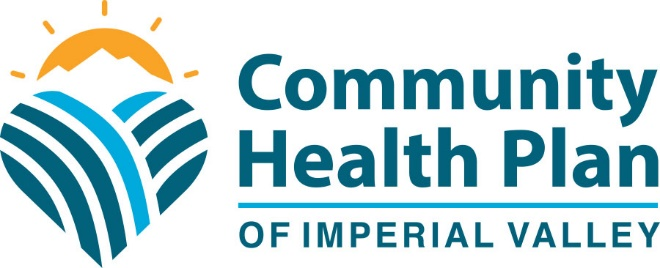 Community
Health Plan
OF IMPERIAL VALLEY